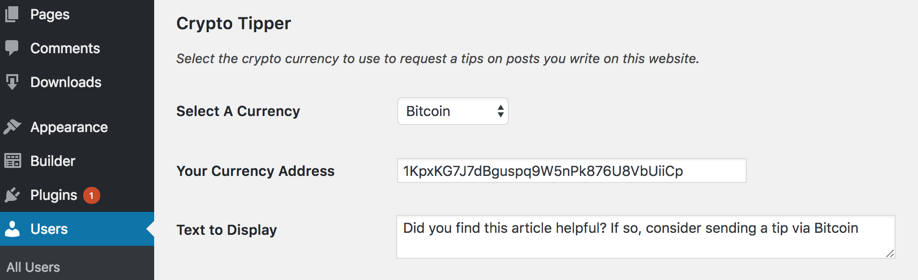 Pages
Comments
Downloads
Appearance
Builder
Plugins 1
Users
All Users
Crypto Tipper
Select the crypto currency to use to request a tips on posts you write on this website.
Select A Currency Bitcoin
Your Currency Address 1KpxKG7J7dBguspq9W5nPk876U8VbUiiCp
Text to Display Did you find this article helpful? If so, consider sending a tip via Bitcoin